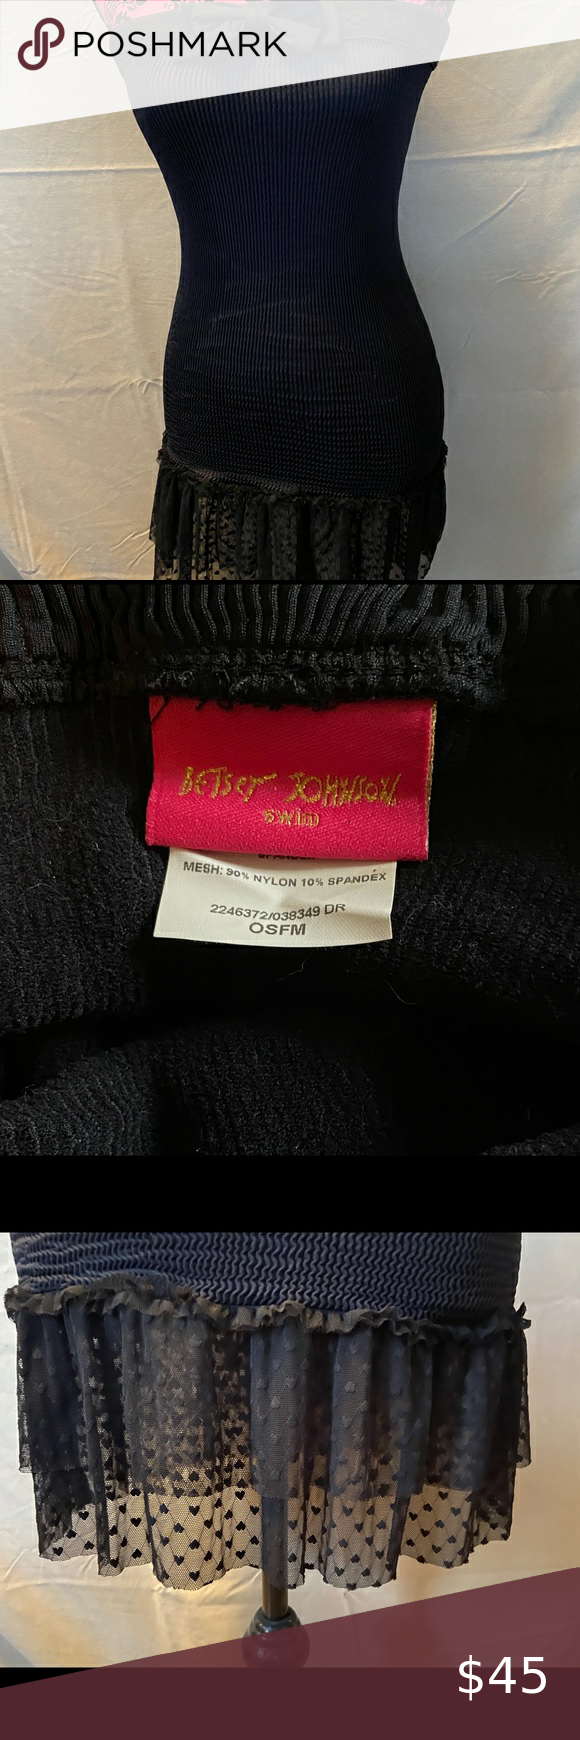 POSHMARK
BETSEY JOHNSON
swim
MESH: 90% NYLON 10% SPANDEX
2246372/038349 DR
OSFM
$45